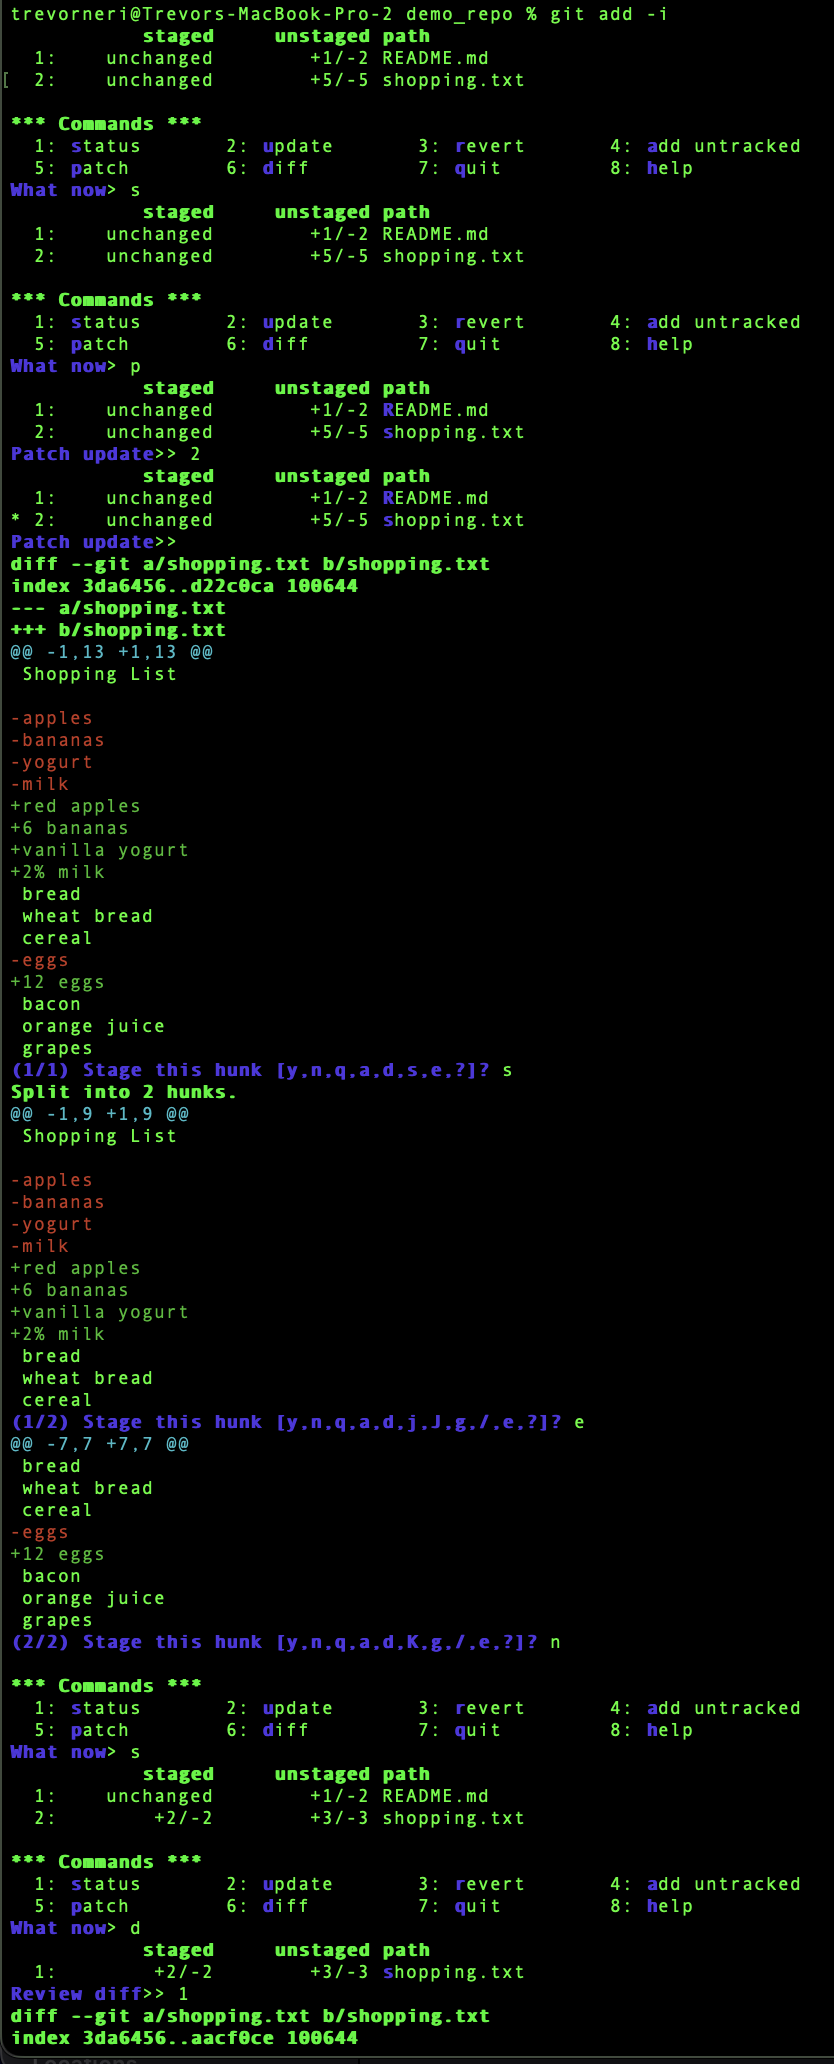 trevorneri@Trevors-MacBook-Pro-2 demo_repo % git add -i
           staged     unstaged path
  1:    unchanged        +1/-2 README.md
[ 2:    unchanged        +5/-5 shopping.txt

*** Commands ***
  1: status       2: update       3: revert       4: add untracked
  5: patch        6: diff         7: quit         8: help
What now> s
           staged     unstaged path
  1:    unchanged        +1/-2 README.md
  2:    unchanged        +5/-5 shopping.txt

*** Commands ***
  1: status       2: update       3: revert       4: add untracked
  5: patch        6: diff         7: quit         8: help
What now> p
           staged     unstaged path
  1:    unchanged        +1/-2 README.md
  2:    unchanged        +5/-5 shopping.txt
Patch update>> 2
           staged     unstaged path
  1:    unchanged        +1/-2 README.md
* 2:    unchanged        +5/-5 shopping.txt
Patch update>>
diff --git a/shopping.txt b/shopping.txt
index 3da6456..d22c0ca 100644
--- a/shopping.txt
+++ b/shopping.txt
@@ -1,13 +1,13 @@
 Shopping List

-apples
-bananas
-yogurt
-milk
+red apples
+6 bananas
+vanilla yogurt
+2% milk
 bread
 wheat bread
 cereal
-eggs
+12 eggs
 bacon
 orange juice
 grapes
(1/1) Stage this hunk [y,n,q,a,d,s,e,?]? s
Split into 2 hunks.
@@ -1,9 +1,9 @@
 Shopping List

-apples
-bananas
-yogurt
-milk
+red apples
+6 bananas
+vanilla yogurt
+2% milk
 bread
 wheat bread
 cereal
(1/2) Stage this hunk [y,n,q,a,d,j,J,g,/,e,?]? e
@@ -7,7 +7,7 @@
 bread
 wheat bread
 cereal
-eggs
+12 eggs
 bacon
 orange juice
 grapes
(2/2) Stage this hunk [y,n,q,a,d,K,g,/,e,?]? n

*** Commands ***
  1: status       2: update       3: revert       4: add untracked
  5: patch        6: diff         7: quit         8: help
What now> s
           staged     unstaged path
  1:    unchanged        +1/-2 README.md
  2:        +2/-2        +3/-3 shopping.txt

*** Commands ***
  1: status       2: update       3: revert       4: add untracked
  5: patch        6: diff         7: quit         8: help
What now> d
           staged     unstaged path
  1:        +2/-2        +3/-3 shopping.txt
Review diff>> 1
diff --git a/shopping.txt b/shopping.txt
index 3da6456..aacf0ce 100644